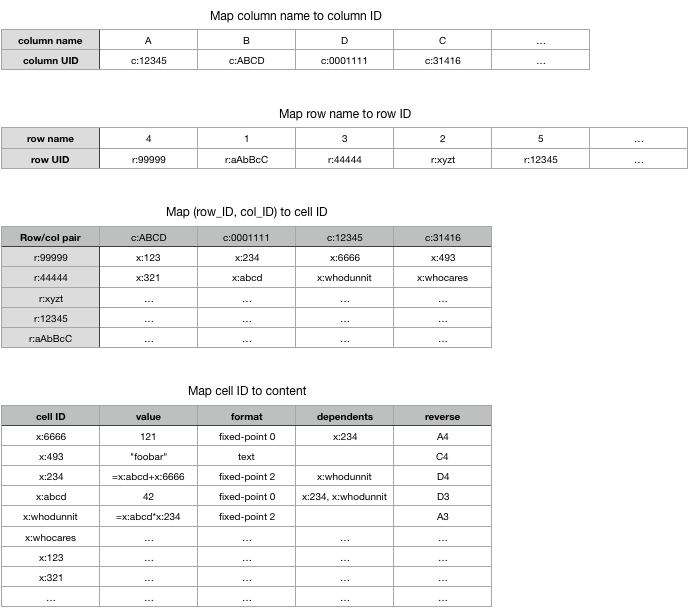 Map column name to column ID
column name A B D C …
column UID c:12345 c:ABCD c:0001111 c:31416 …
Map row name to row ID
row name 4 1 3 2 5 …
row UID r:99999 r:aAbBcC r:44444 r:xyzt r:12345 …
Map (row_ID, col_ID) to cell ID
Row/col pair c:ABCD c:0001111 c:12345 c:31416
r:99999 x:123 x:234 x:6666 x:493
r:44444 x:321 x:abcd x:whodunnit x:whocares
r:xyzt … … … …
r:12345 … … … …
r:aAbBcC … … … …
Map cell ID to content
cell ID value format dependents reverse
x:6666 121 fixed-point 0 x:234 A4
x:493 "foobar" text C4
x:234 =x:abcd+x:6666 fixed-point 2 x:whodunnit D4
x:abcd 42 fixed-point 0 x:234, x:whodunnit D3
x:whodunnit =x:abcd*x:234 fixed-point 2 A3
x:whocares … … … …
x:123 … … … …
x:321 … … … …
… … … … …